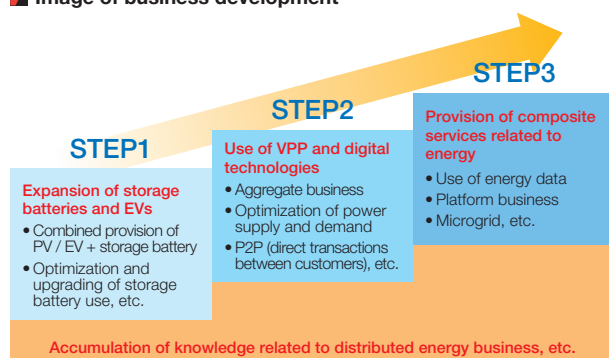 Image of business development
STEP1
Expansion of storage
batteries and EVs
• Combined provision of
PV / EV + storage battery
• Optimization and
upgrading of storage
battery use, etc.
STEP2
Use of VPP and digital
technologies
• Aggregate business
• Optimization of power
supply and demand
• P2P (direct transactions
between customers), etc.
STEP3
Provision of composite
services related to
energy
• Use of energy data
• Platform business
• Microgrid, etc.
Accumulation of knowledge related to distributed energy business, etc.